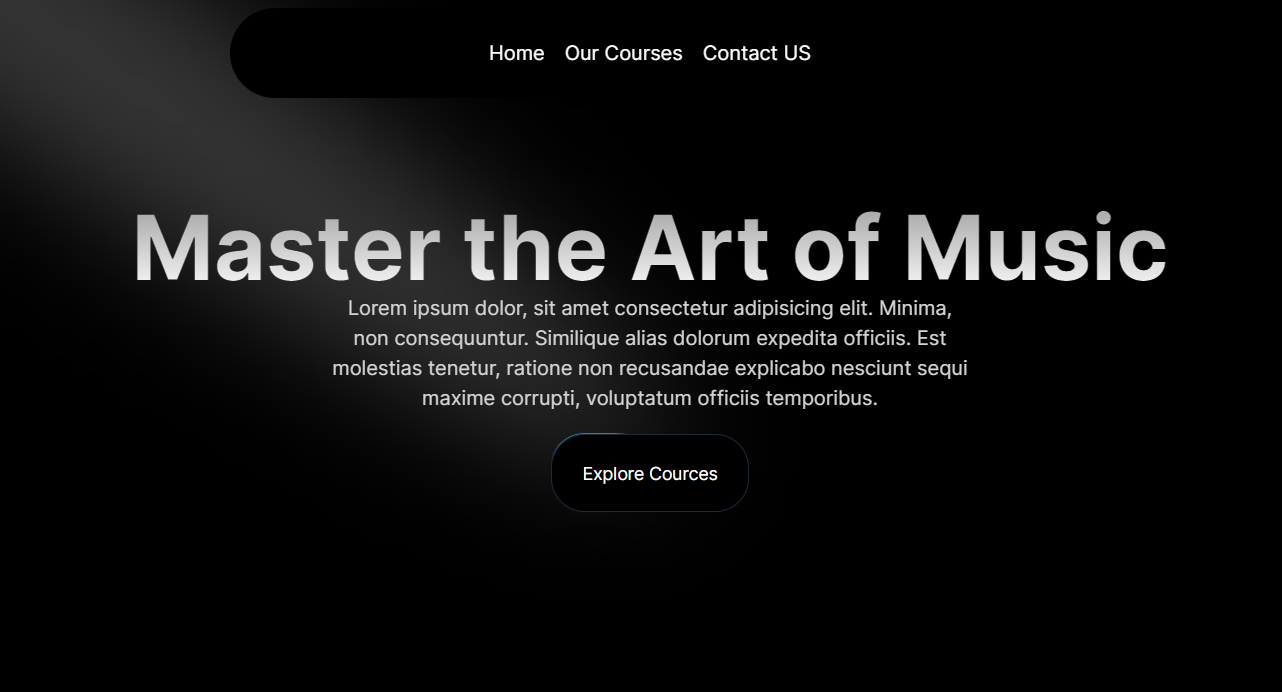 Home Our Courses Contact US
Master the Art of Music
Lorem ipsum dolor, sit amet consectetur adipisicing elit. Minima,
non consequuntur. Similique alias dolorum expedita officiis. Est
molestias tenetur, ratione non recusandae explicabo nesciunt sequi
maxime corrupti, voluptatum officiis temporibus.
Explore Cources